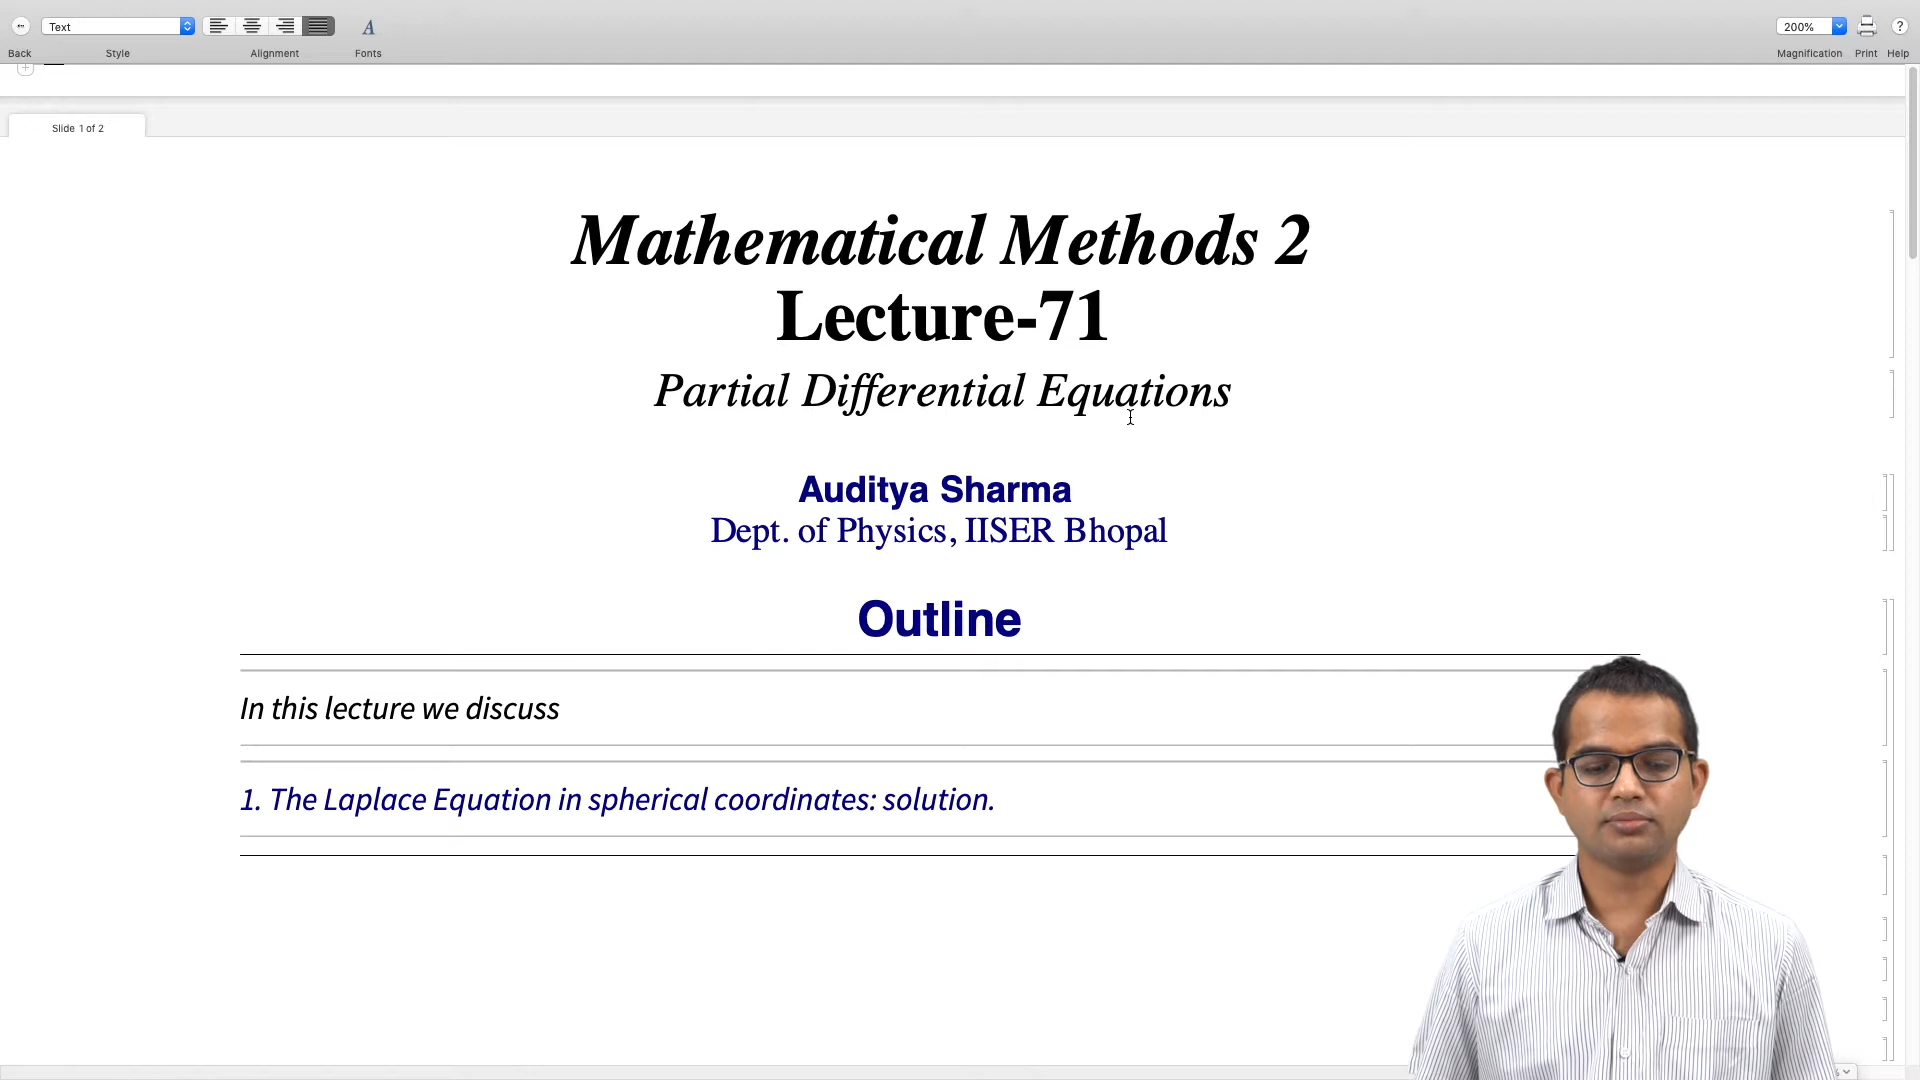 Text
200%
Back
Style
Alignment
Fonts
Magnification
Print
Help
Slide 1 of 2
Mathematical Methods 2
Lecture-71
Partial Differential Equations
Auditya Sharma
Dept. of Physics, IISER Bhopal
Outline
In this lecture we discuss
1. The Laplace Equation in spherical coordinates: solution.